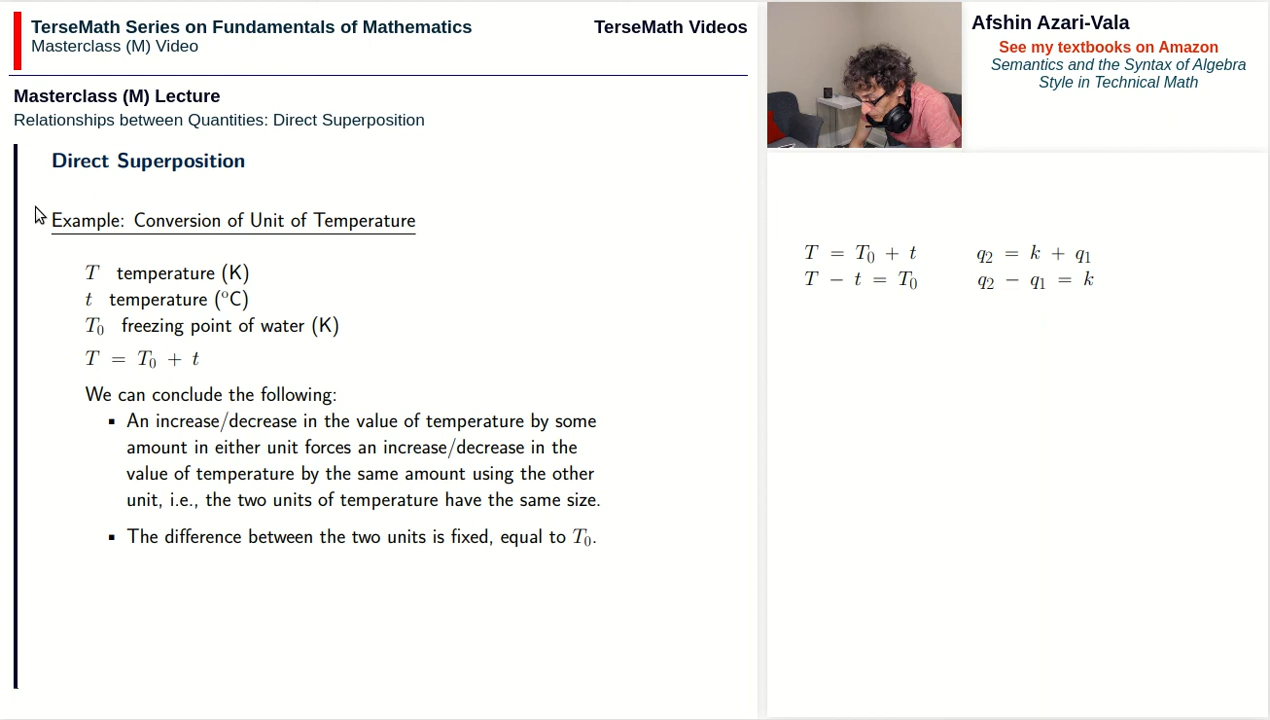 TerseMath Series on Fundamentals of Mathematics
TerseMath Videos
Masterclass (M) Video
Masterclass (M) Lecture
Relationships between Quantities: Direct Superposition
Direct Superposition
Example: Conversion of Unit of Temperature
T temperature (K)
t temperature (°C)
T₀ freezing point of water (K)
T = T₀ + t
We can conclude the following:
▪ An increase/decrease in the value of temperature by some
amount in either unit forces an increase/decrease in the
value of temperature by the same amount using the other
unit, i.e., the two units of temperature have the same size.
▪ The difference between the two units is fixed, equal to T₀.
Afshin Azari-Vala
See my textbooks on Amazon
Semantics and the Syntax of Algebra
Style in Technical Math
T = T₀ + t q₂ = k + q₁
T − t = T₀ q₂ − q₁ = k